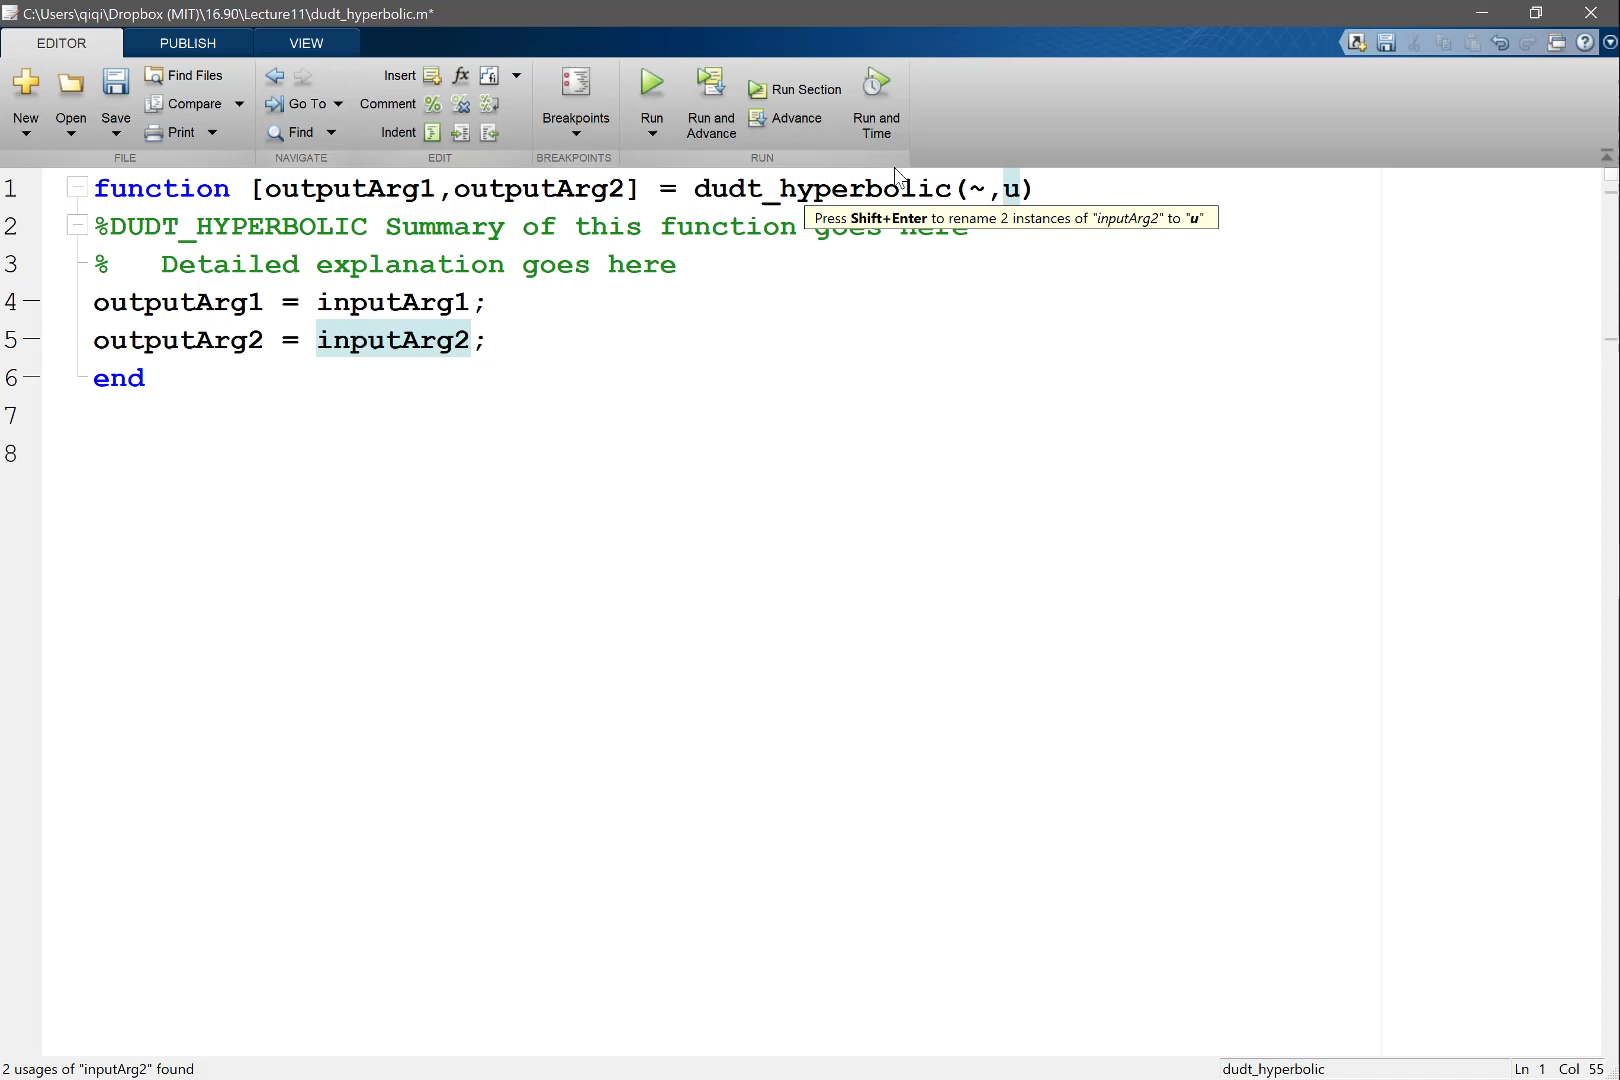 C:\Users\qiqi\Dropbox (MIT)\16.90\Lecture11\dudt_hyperbolic.m*
EDITOR PUBLISH VIEW
New Open Save Find Files Compare Print
Go To Find
Insert fx fi
Comment
Indent
Breakpoints
Run Run and Advance Run Section Advance Run and Time
FILE NAVIGATE EDIT BREAKPOINTS RUN
1 function [outputArg1,outputArg2] = dudt_hyperbolic(~,u)
Press Shift+Enter to rename 2 instances of "inputArg2" to "u"
2 %DUDT_HYPERBOLIC Summary of this function goes here
3 % Detailed explanation goes here
4 outputArg1 = inputArg1;
5 outputArg2 = inputArg2;
6 end
7
8
2 usages of "inputArg2" found dudt_hyperbolic Ln 1 Col 55